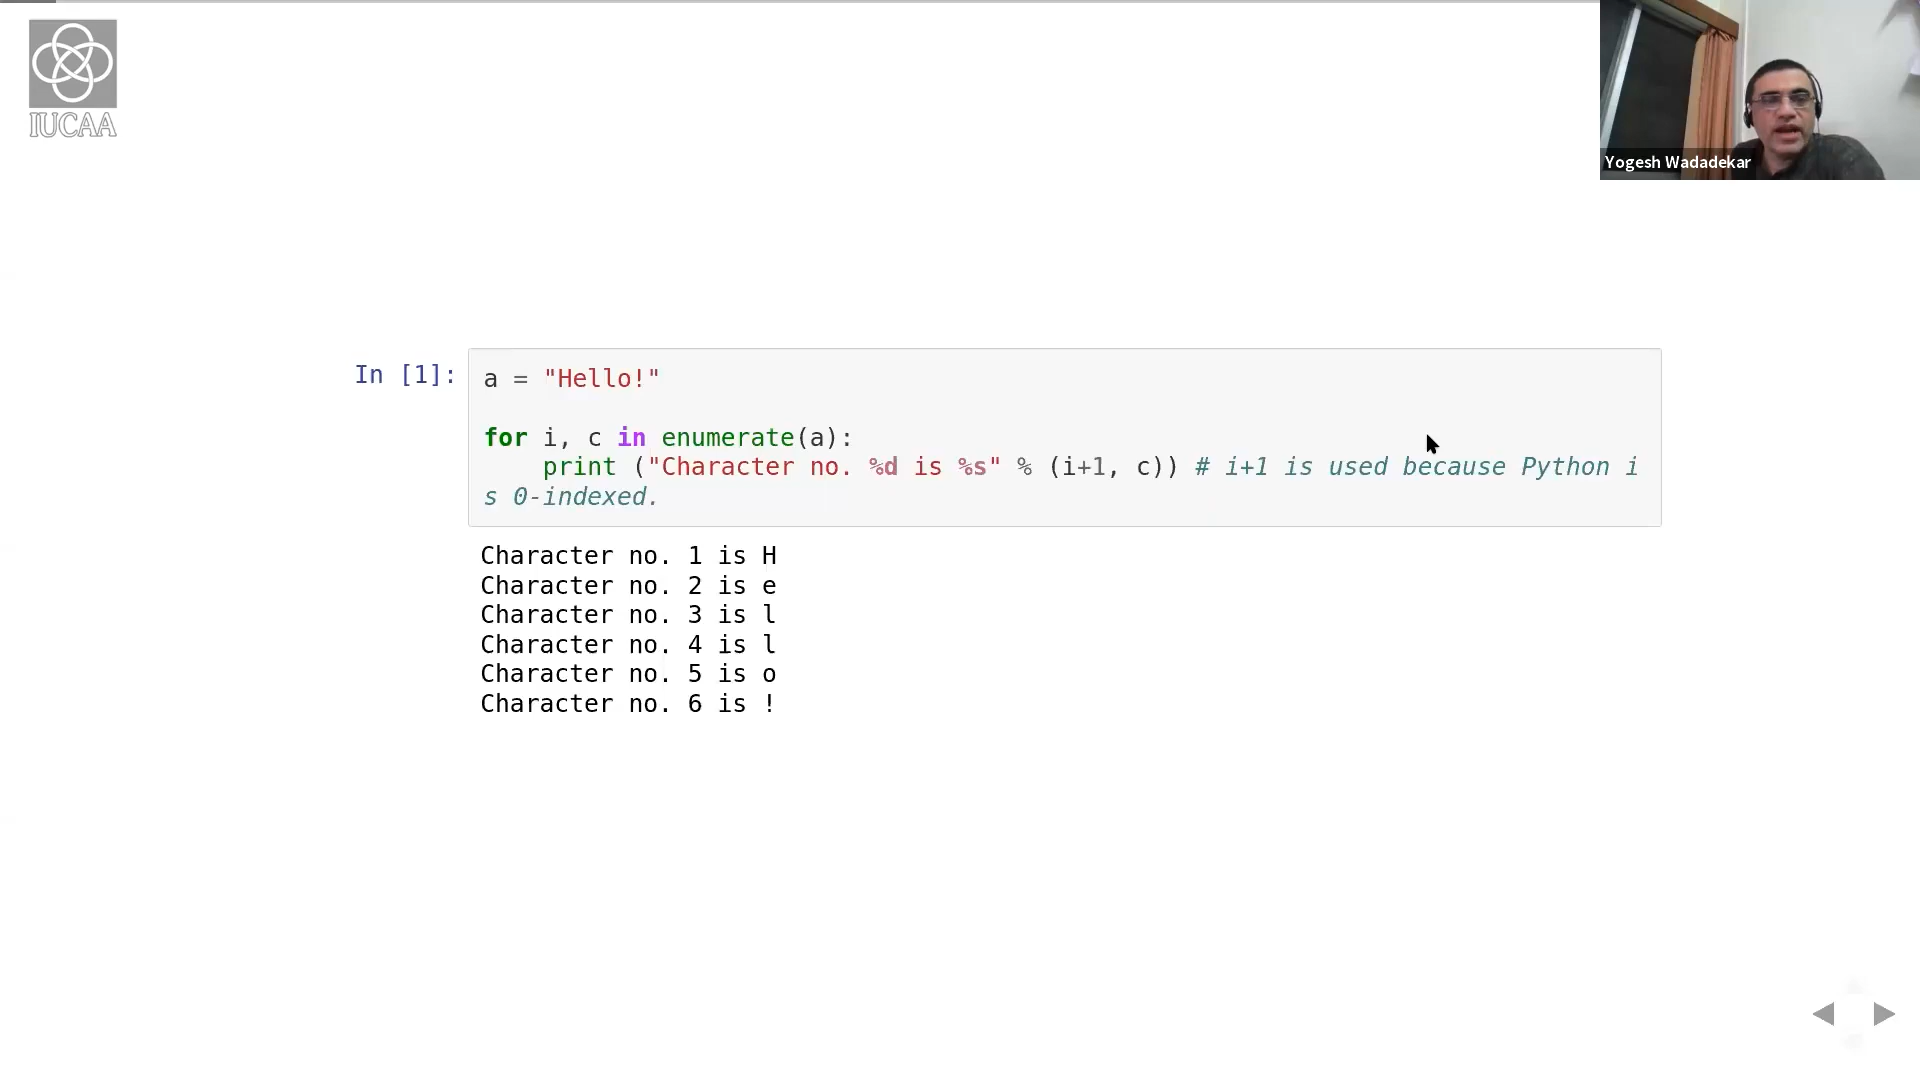 IUCAA
Yogesh Wadadekar
In [1]:
a = "Hello!"
for i, c in enumerate(a):
    print ("Character no. %d is %s" % (i+1, c)) # i+1 is used because Python i
s 0-indexed.
Character no. 1 is H
Character no. 2 is e
Character no. 3 is l
Character no. 4 is l
Character no. 5 is o
Character no. 6 is !